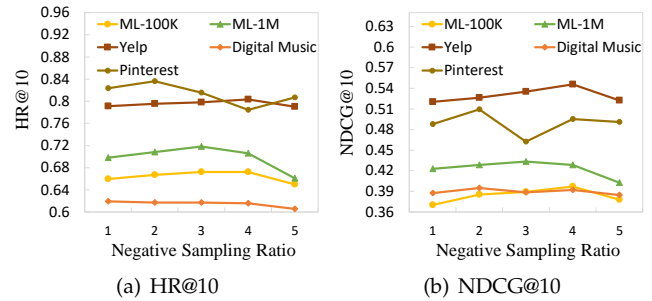 0.96
0.92
0.88
0.84
0.8
0.76
0.72
0.68
0.64
0.6
HR@10
ML-100K
ML-1M
Yelp
Digital Music
Pinterest
1 2 3 4 5
Negative Sampling Ratio
(a) HR@10
0.63
0.6
0.57
0.54
0.51
0.48
0.45
0.42
0.39
0.36
NDCG@10
ML-100K
ML-1M
Yelp
Digital Music
Pinterest
1 2 3 4 5
Negative Sampling Ratio
(b) NDCG@10